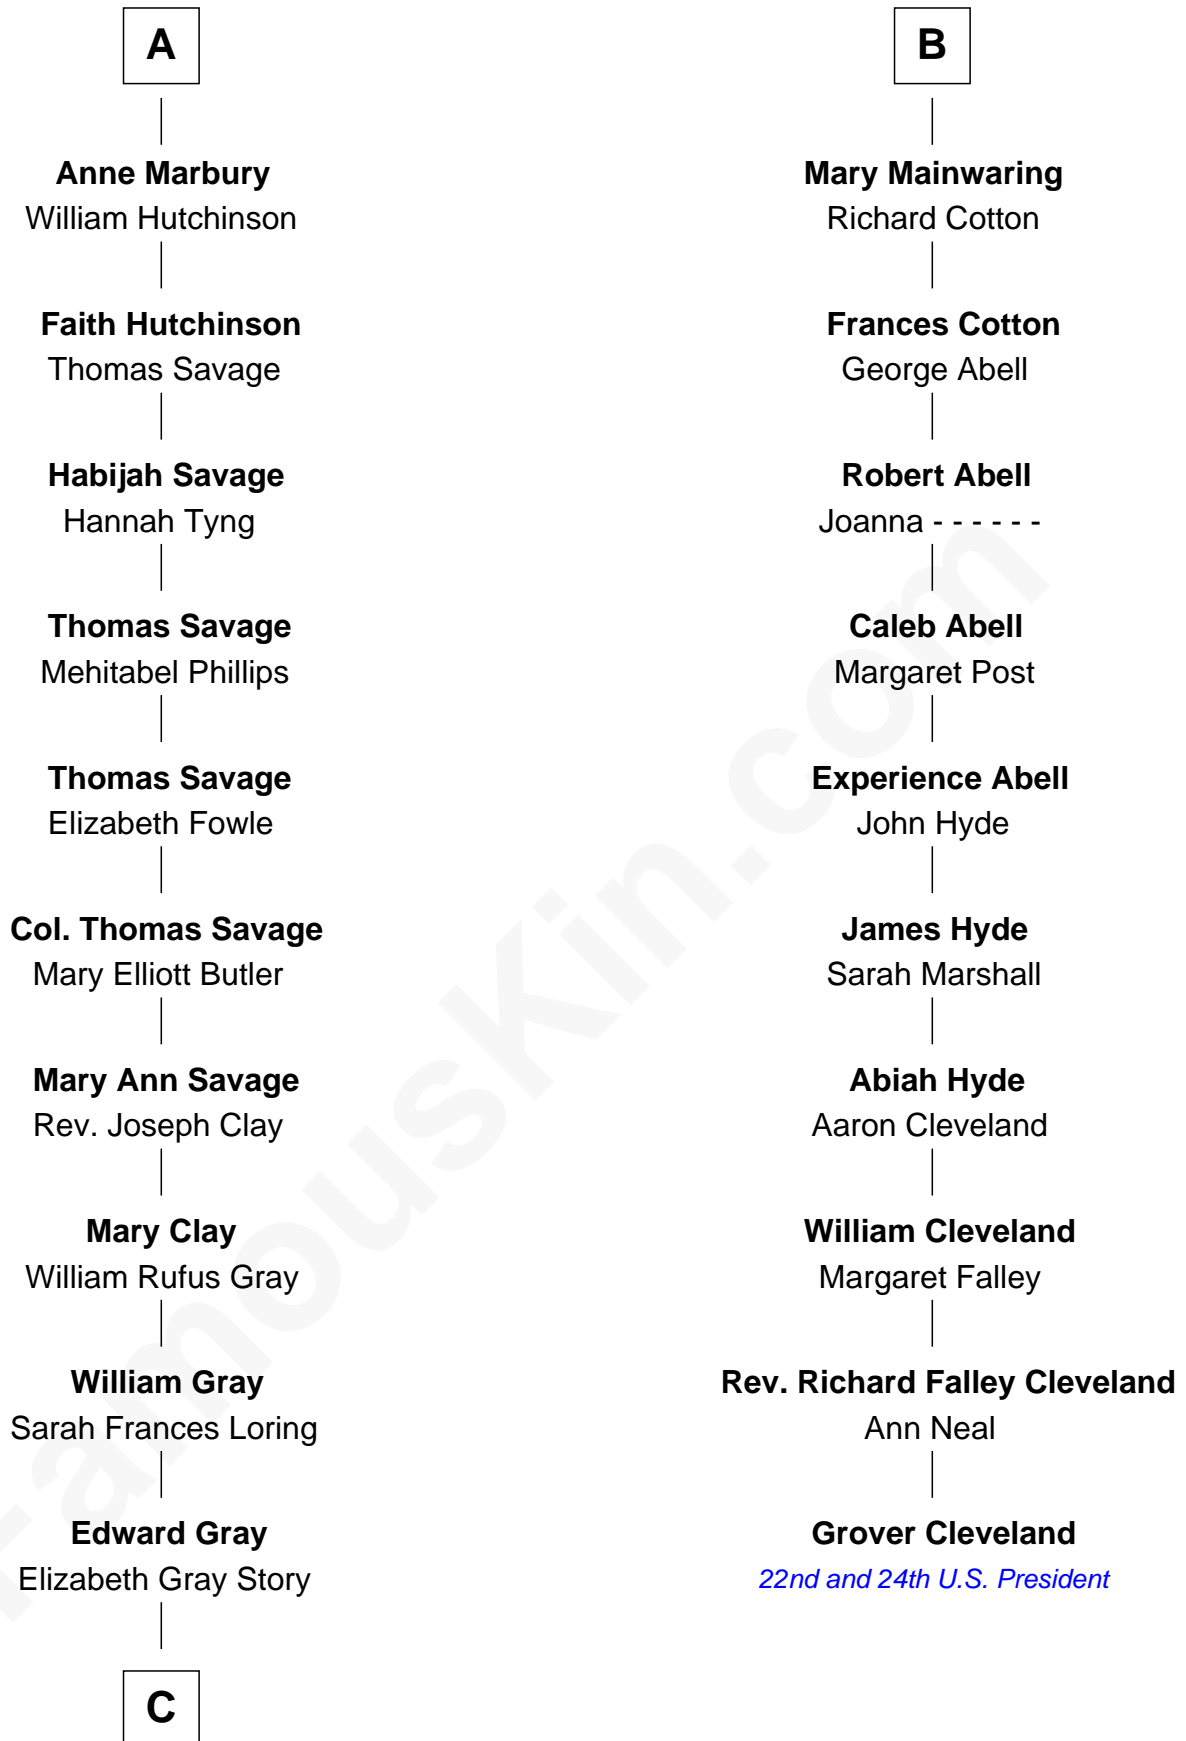 A
Anne Marbury
William Hutchinson
Faith Hutchinson
Thomas Savage
Habijah Savage
Hannah Tyng
Thomas Savage
Mehitabel Phillips
Thomas Savage
Elizabeth Fowle
Col. Thomas Savage
Mary Elliott Butler
Mary Ann Savage
Rev. Joseph Clay
Mary Clay
William Rufus Gray
William Gray
Sarah Frances Loring
Edward Gray
Elizabeth Gray Story
C
B
Mary Mainwaring
Richard Cotton
Frances Cotton
George Abell
Robert Abell
Joanna - - - - - -
Caleb Abell
Margaret Post
Experience Abell
John Hyde
James Hyde
Sarah Marshall
Abiah Hyde
Aaron Cleveland
William Cleveland
Margaret Falley
Rev. Richard Falley Cleveland
Ann Neal
Grover Cleveland
22nd and 24th U.S. President
FamousKin.com